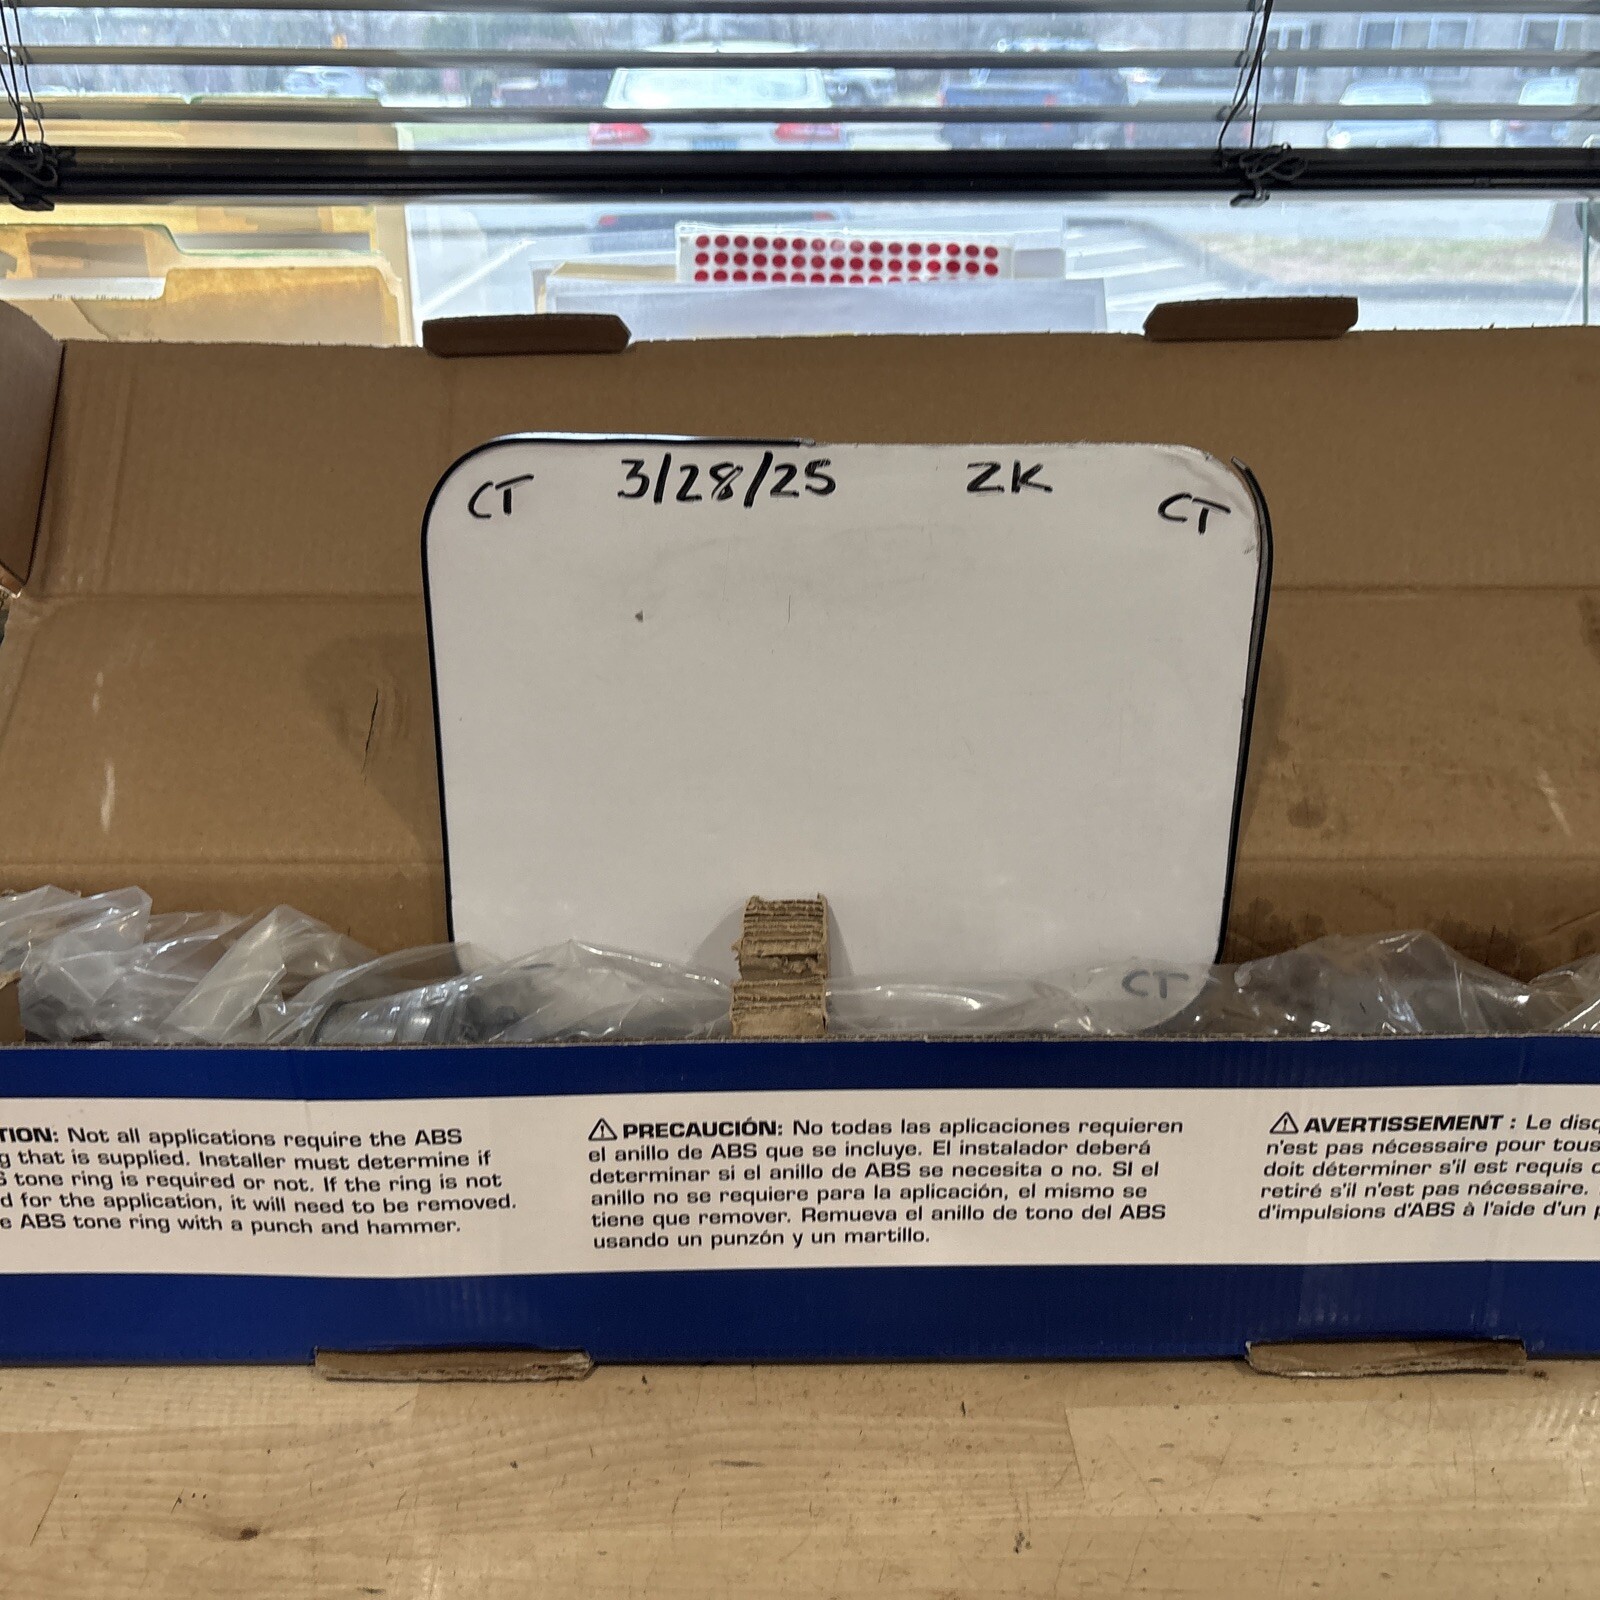 CT 3/28/25 ZK CT
CT
TION: Not all applications require the ABS
g that is supplied. Installer must determine if
S tone ring is required or not. If the ring is not
d for the application, it will need to be removed.
e ABS tone ring with a punch and hammer.
⚠ PRECAUCIÓN: No todas las aplicaciones requieren
el anillo de ABS que se incluye. El instalador deberá
determinar si el anillo de ABS se necesita o no. SI el
anillo no se requiere para la aplicación, el mismo se
tiene que remover. Remueva el anillo de tono del ABS
usando un punzón y un martillo.
⚠ AVERTISSEMENT : Le disq
n'est pas nécessaire pour tous
doit déterminer s'il est requis
retiré s'il n'est pas nécessaire.
d'impulsions d'ABS à l'aide d'un p